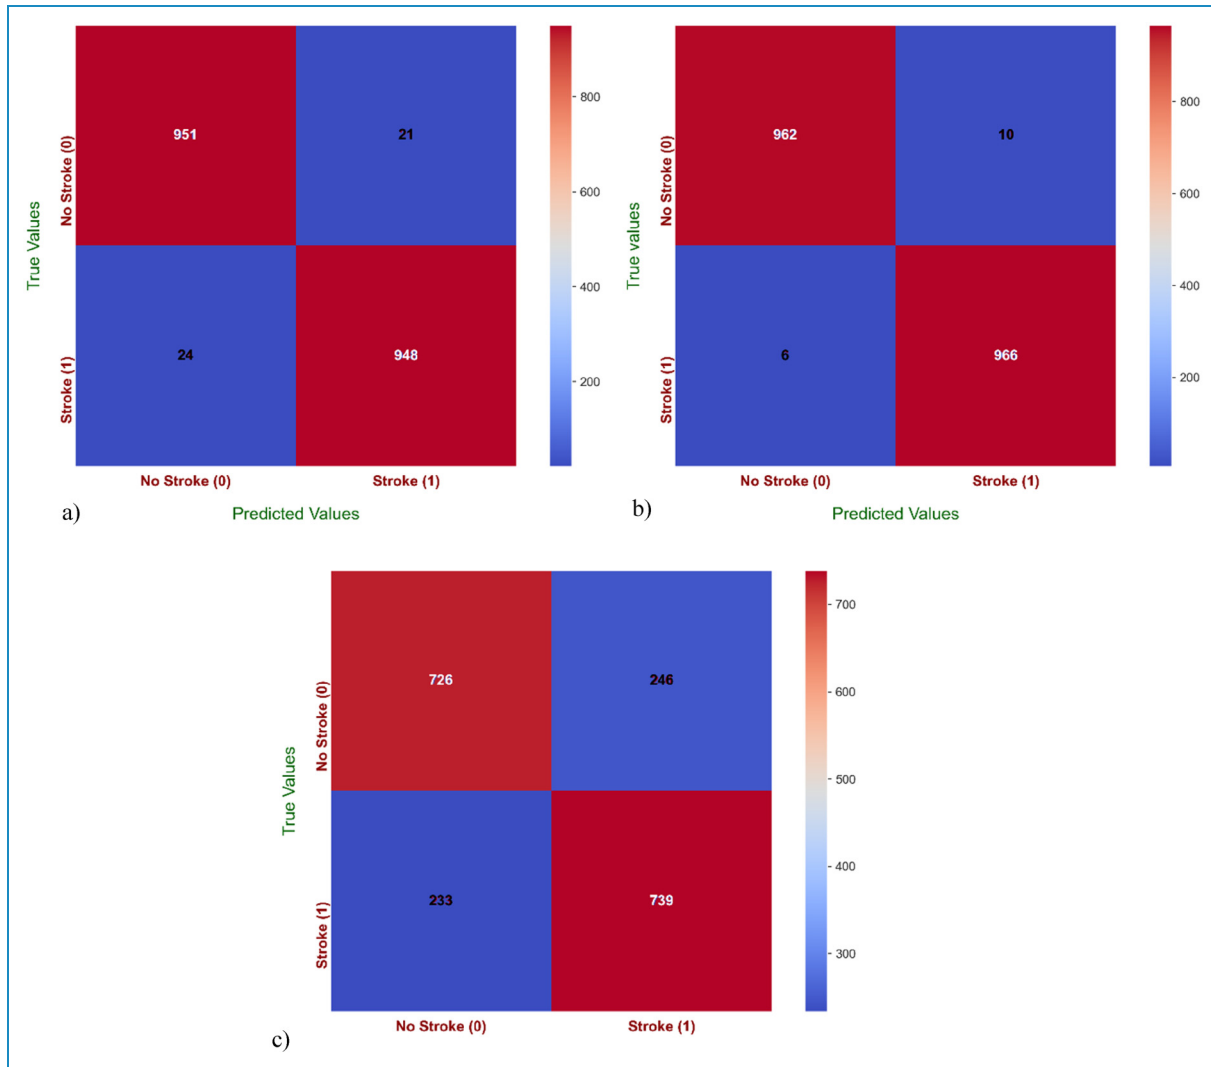 951
21
24
948
No Stroke (0)
Stroke (1)
True Values
No Stroke (0)
Stroke (1)
Predicted Values
800
600
400
200
a)
962
10
6
966
No Stroke (0)
Stroke (1)
True values
No Stroke (0)
Stroke (1)
Predicted Values
800
600
400
200
b)
726
246
233
739
No Stroke (0)
Stroke (1)
True Values
No Stroke (0)
Stroke (1)
700
600
500
400
300
c)